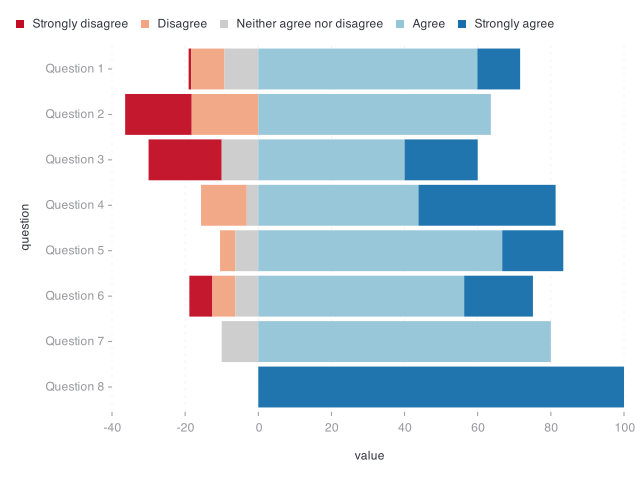 Strongly disagree Disagree Neither agree nor disagree Agree Strongly agree
Question 1
Question 2
Question 3
Question 4
Question 5
Question 6
Question 7
Question 8
question
-40 -20 0 20 40 60 80 100
value